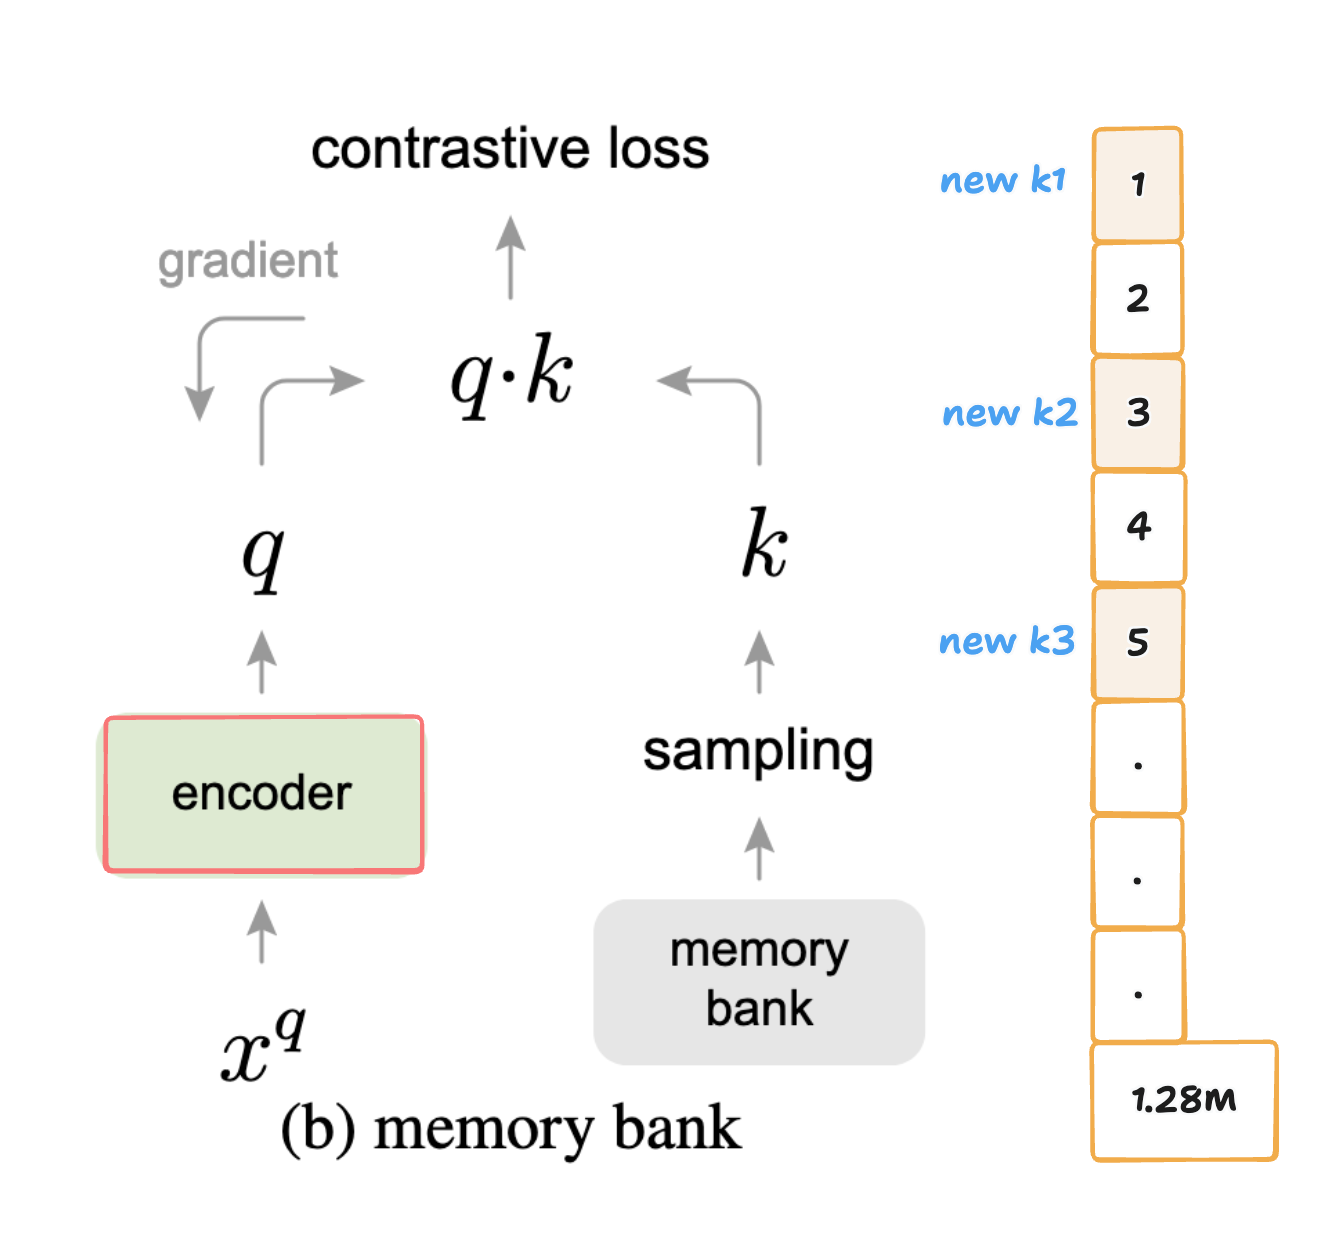 contrastive loss
gradient
q·k
q
k
encoder
sampling
memory
bank
x^q
(b) memory bank
new k1
1
2
new k2
3
4
new k3
5
.
.
.
1.28M